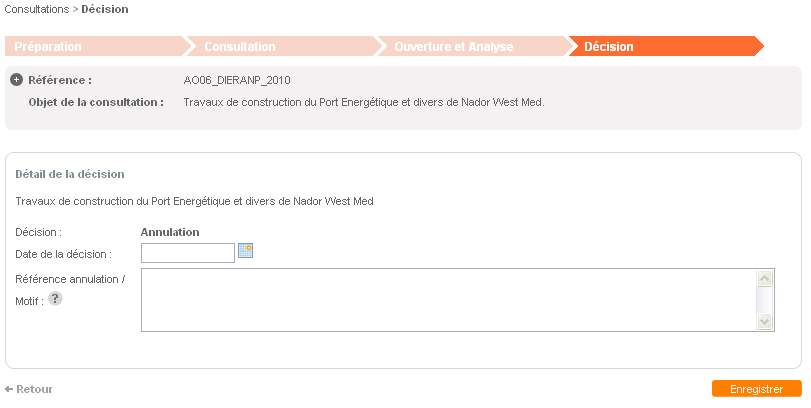 Consultations > Décision
Préparation Consultation Ouverture et Analyse Décision
Référence : AO06_DIERANP_2010
Objet de la consultation : Travaux de construction du Port Energétique et divers de Nador West Med.
Détail de la décision
Travaux de construction du Port Energétique et divers de Nador West Med
Décision : Annulation
Date de la décision :
Référence annulation /
Motif : ?
Retour Enregistrer